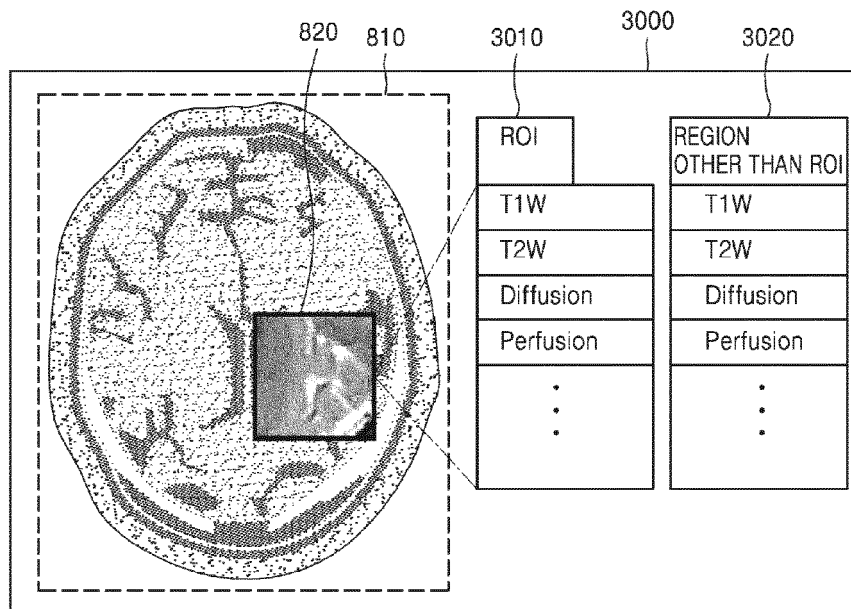 820
810
3010
3000
3020
ROI
T1W
T2W
Diffusion
Perfusion
REGION
OTHER THAN ROI
T1W
T2W
Diffusion
Perfusion